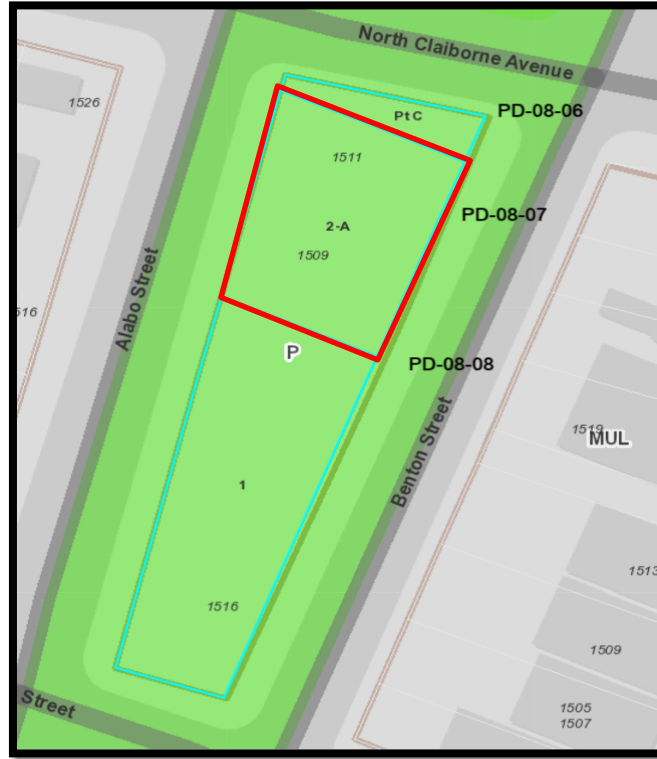 North Claiborne Avenue
1526
PD-08-06
Pt C
1511
PD-08-07
2-A
1509
Alabo Street
516
P
PD-08-08
Benton Street
1519
MUL
1
1513
1516
1509
Street
1505
1507